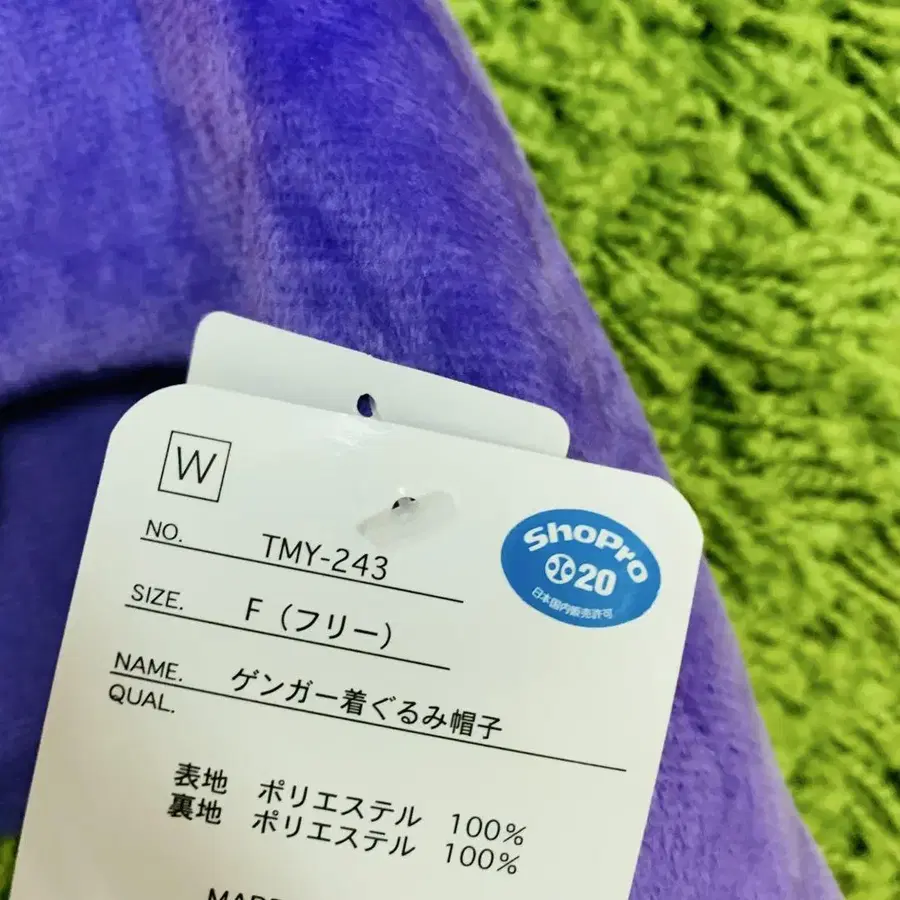 W
ShoPro
20
日本国内販売許可
NO. TMY-243
SIZE. F（フリー）
NAME. ゲンガー着ぐるみ帽子
QUAL.
表地 ポリエステル 100%
裏地 ポリエステル 100%